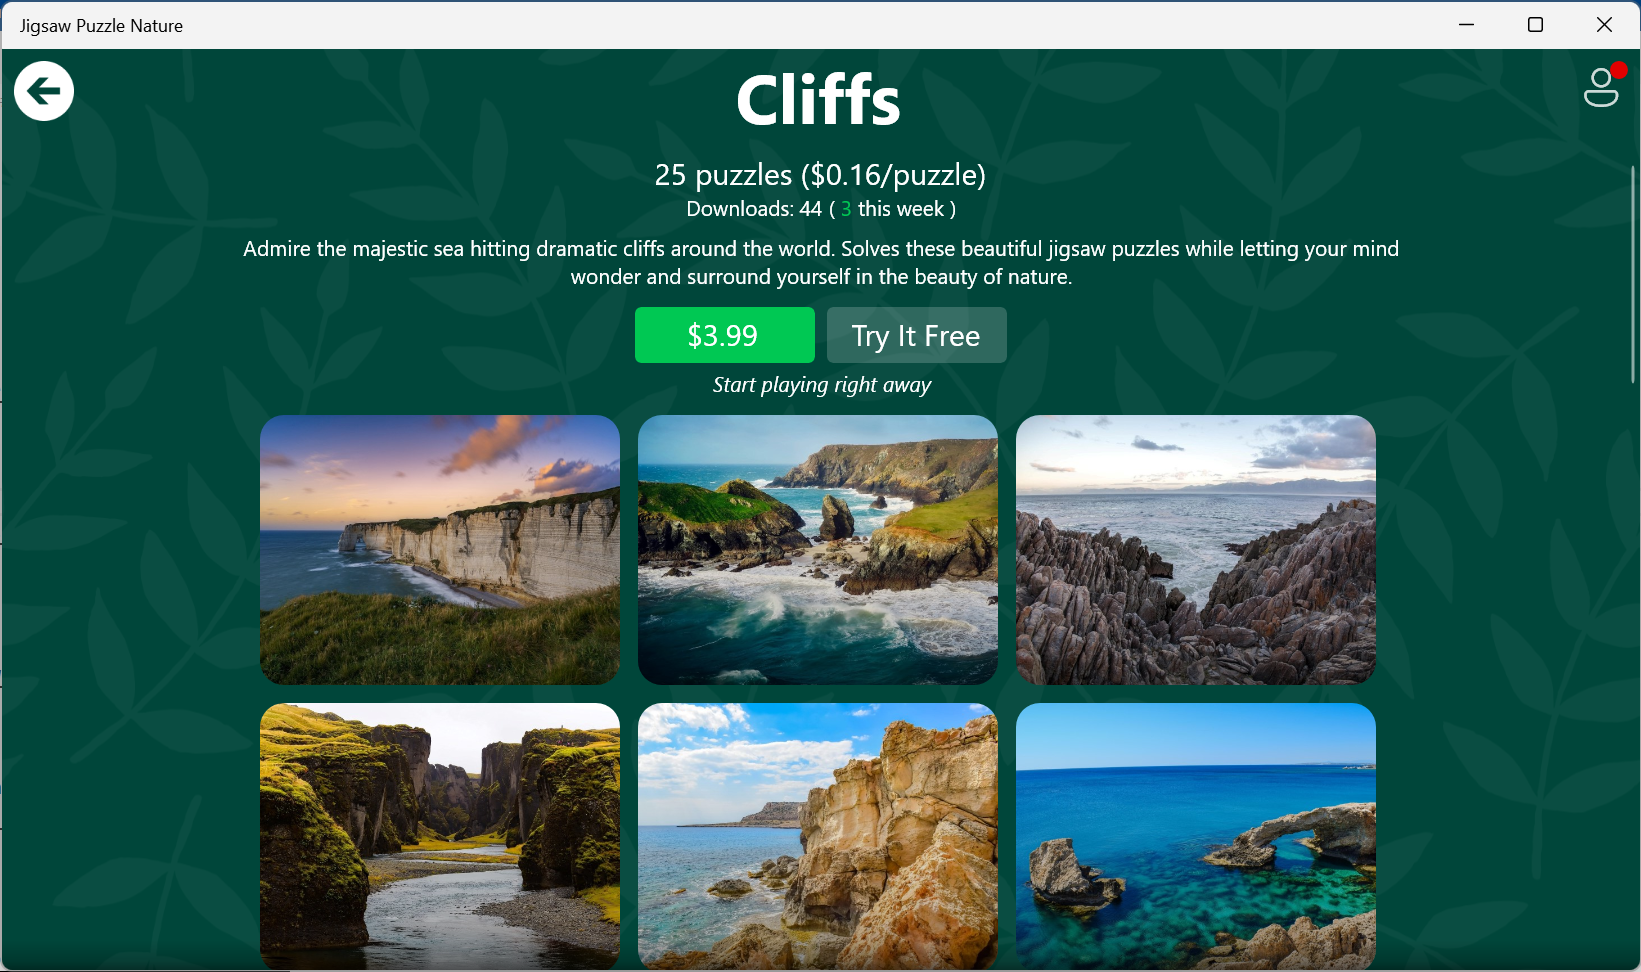 Jigsaw Puzzle Nature
Cliffs
25 puzzles ($0.16/puzzle)
Downloads: 44 ( 3 this week )
Admire the majestic sea hitting dramatic cliffs around the world. Solves these beautiful jigsaw puzzles while letting your mind
wonder and surround yourself in the beauty of nature.
$3.99 Try It Free
Start playing right away